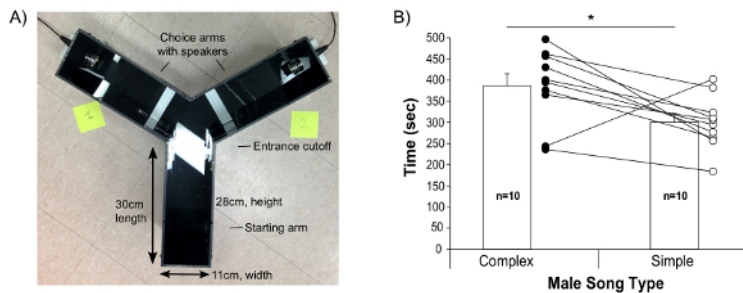 A)
Choice arms
with speakers
1
2
Entrance cutoff
30cm
length
28cm, height
Starting arm
11cm, width
B)
*
Time (sec)
500
450
400
350
300
250
200
150
100
50
0
n=10
n=10
Complex
Simple
Male Song Type